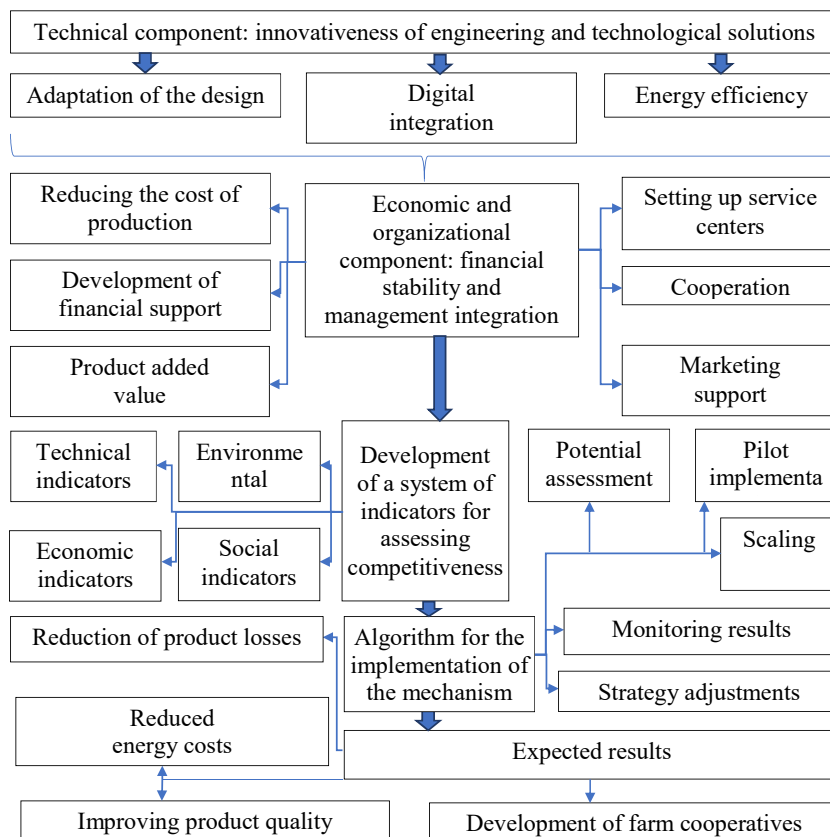 Technical component: innovativeness of engineering and technological solutions
Adaptation of the design
Digital
integration
Energy efficiency
Reducing the cost of
production
Development of
financial support
Product added
value
Economic and
organizational
component: financial
stability and
management integration
Setting up service
centers
Cooperation
Marketing
support
Technical
indicators
Environme
ntal
Economic
indicators
Social
indicators
Development
of a system of
indicators for
assessing
competitiveness
Potential
assessment
Pilot
implementa
Scaling
Reduction of product losses
Algorithm for the
implementation of
the mechanism
Monitoring results
Strategy adjustments
Reduced
energy costs
Expected results
Improving product quality
Development of farm cooperatives